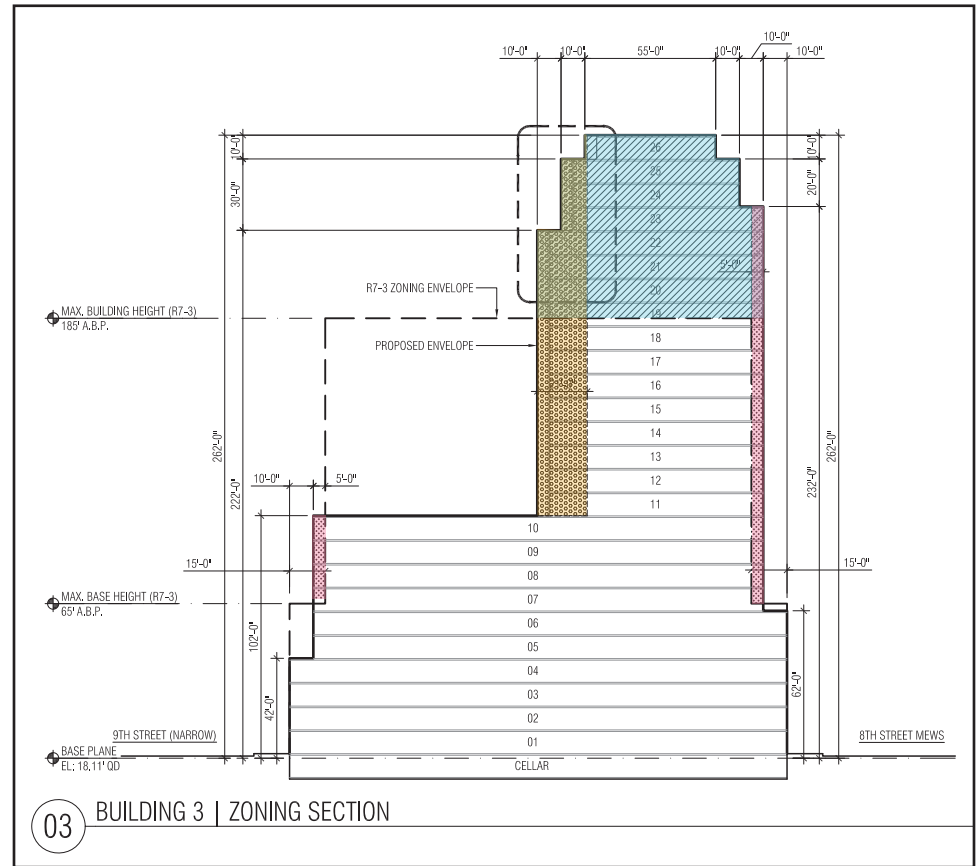 10'-0"
10'-0" 10'-0" 55'-0" 10'-0" 10'-0"
10'-0" 26 10'-0"
25
30'-0" 24 20'-0"
23
22
21 5'-0"
R7-3 ZONING ENVELOPE 20
MAX. BUILDING HEIGHT (R7-3) 19
185' A.B.P.
PROPOSED ENVELOPE 18
17
16
15
14
262'-0" 13 262'-0"
222'-0" 12 232'-0"
10'-0" 5'-0" 11
10
09
15'-0" 08 15'-0"
MAX. BASE HEIGHT (R7-3) 07
65' A.B.P.
06
102'-0" 05
04
42'-0" 03 62'-0"
02
9TH STREET (NARROW) 01 8TH STREET MEWS
BASE PLANE
EL: 18.11' QD CELLAR
03 BUILDING 3 | ZONING SECTION